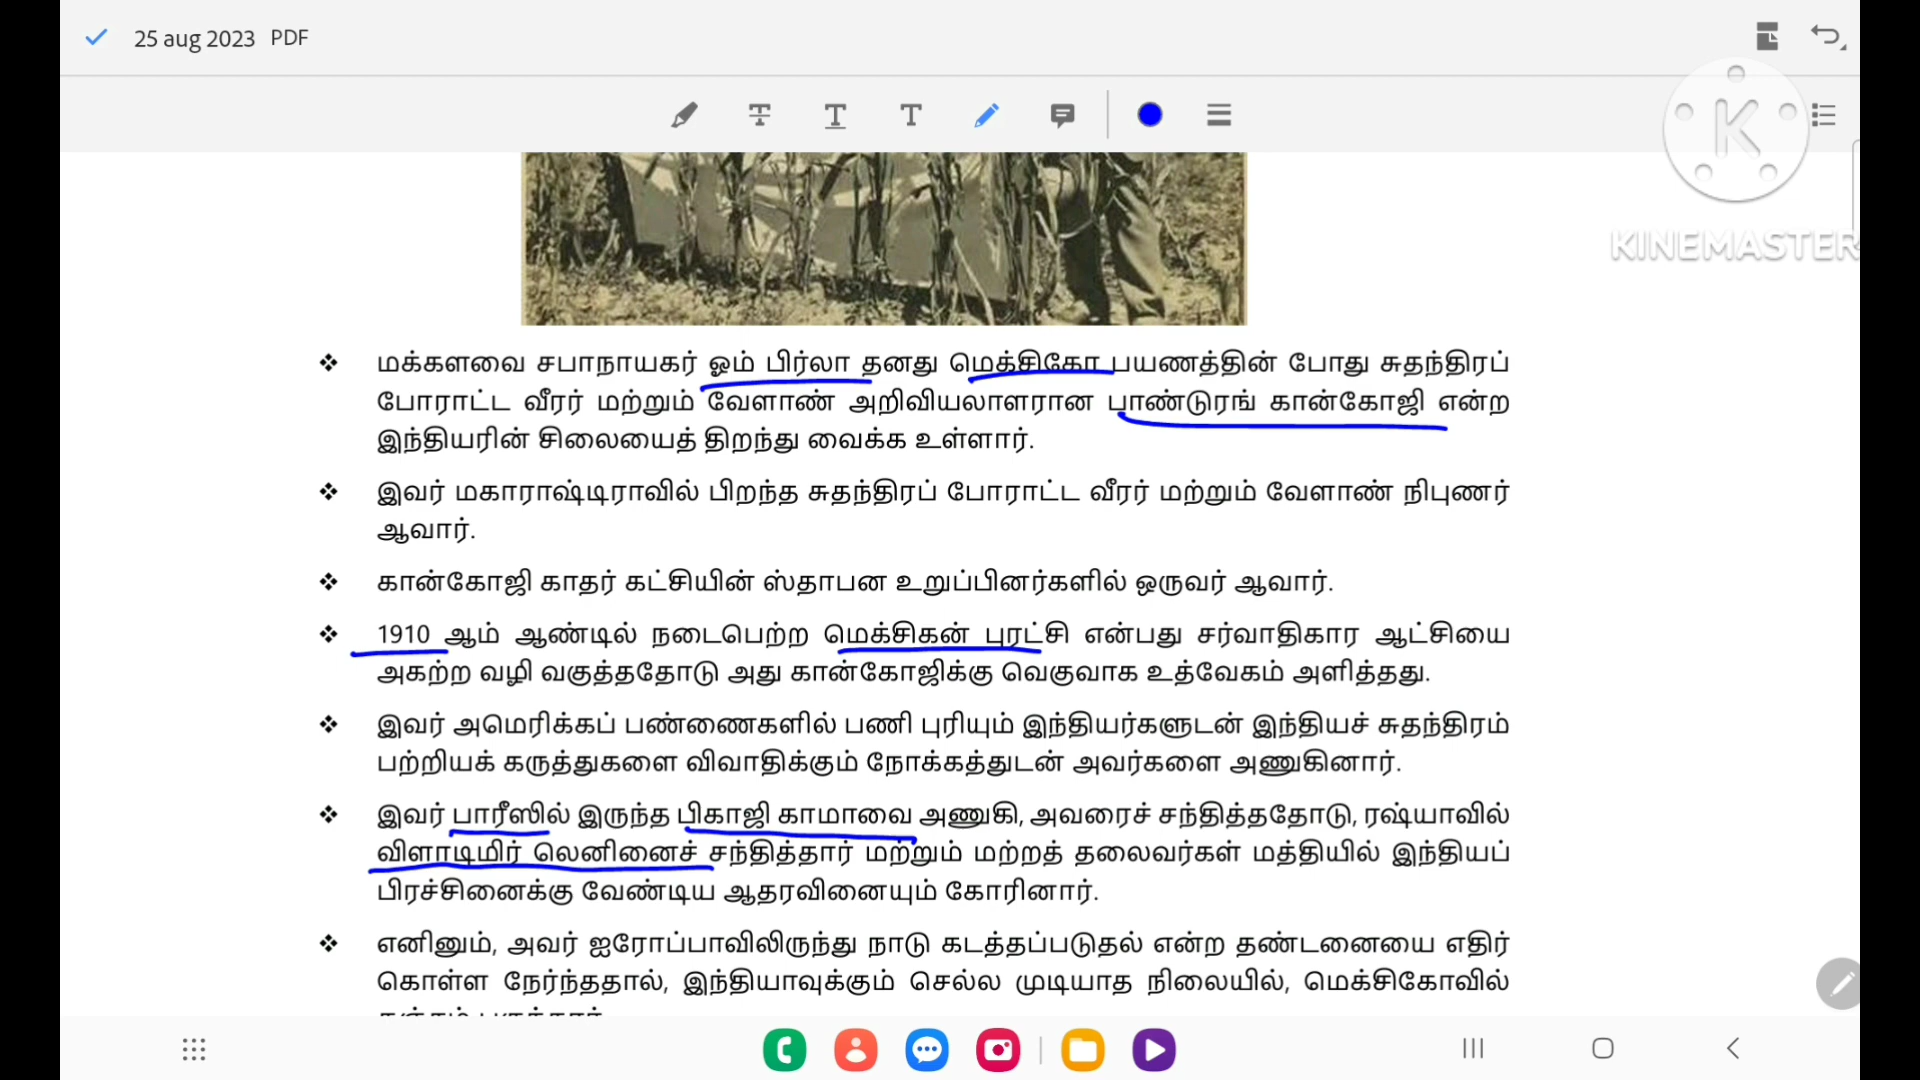 25 aug 2023 PDF
KINEMASTER
மக்களவை சபாநாயகர் ஓம் பிர்லா தனது மெக்சிகோ பயணத்தின் போது சுதந்திரப்
போராட்ட வீரர் மற்றும் வேளாண் அறிவியலாளரான பாண்டுரங் கான்கோஜி என்ற
இந்தியரின் சிலையைத் திறந்து வைக்க உள்ளார்.
இவர் மகாராஷ்டிராவில் பிறந்த சுதந்திரப் போராட்ட வீரர் மற்றும் வேளாண் நிபுணர்
ஆவார்.
கான்கோஜி காதர் கட்சியின் ஸ்தாபன உறுப்பினர்களில் ஒருவர் ஆவார்.
1910 ஆம் ஆண்டில் நடைபெற்ற மெக்சிகன் புரட்சி என்பது சர்வாதிகார ஆட்சியை
அகற்ற வழி வகுத்ததோடு அது கான்கோஜிக்கு வெகுவாக உத்வேகம் அளித்தது.
இவர் அமெரிக்கப் பண்ணைகளில் பணி புரியும் இந்தியர்களுடன் இந்தியச் சுதந்திரம்
பற்றியக் கருத்துகளை விவாதிக்கும் நோக்கத்துடன் அவர்களை அணுகினார்.
இவர் பாரீஸில் இருந்த பிகாஜி காமாவை அணுகி, அவரைச் சந்தித்ததோடு, ரஷ்யாவில்
விளாடிமிர் லெனினைச் சந்தித்தார் மற்றும் மற்றத் தலைவர்கள் மத்தியில் இந்தியப்
பிரச்சினைக்கு வேண்டிய ஆதரவினையும் கோரினார்.
எனினும், அவர் ஐரோப்பாவிலிருந்து நாடு கடத்தப்படுதல் என்ற தண்டனையை எதிர்
கொள்ள நேர்ந்ததால், இந்தியாவுக்கும் செல்ல முடியாத நிலையில், மெக்சிகோவில்